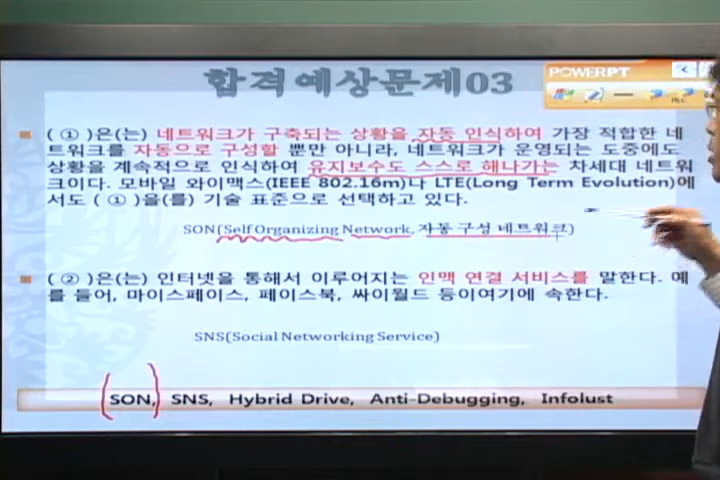 합격예상문제03
POWERPT
( ① )은(는) 네트워크가 구축되는 상황을 자동 인식하여 가장 적합한 네
트워크를 자동으로 구성할 뿐만 아니라, 네트워크가 운영되는 도중에도
상황을 계속적으로 인식하여 유지보수도 스스로 해나가는 차세대 네트워
크이다. 모바일 와이맥스(IEEE 802.16m)나 LTE(Long Term Evolution)에
서도 ( ① )을(를) 기술 표준으로 선택하고 있다.
SON(Self Organizing Network, 자동 구성 네트워크)
( ② )은(는) 인터넷을 통해서 이루어지는 인맥 연결 서비스를 말한다. 예
를 들어, 마이스페이스, 페이스북, 싸이월드 등이여기에 속한다.
SNS(Social Networking Service)
SON, SNS, Hybrid Drive, Anti-Debugging, Infolust